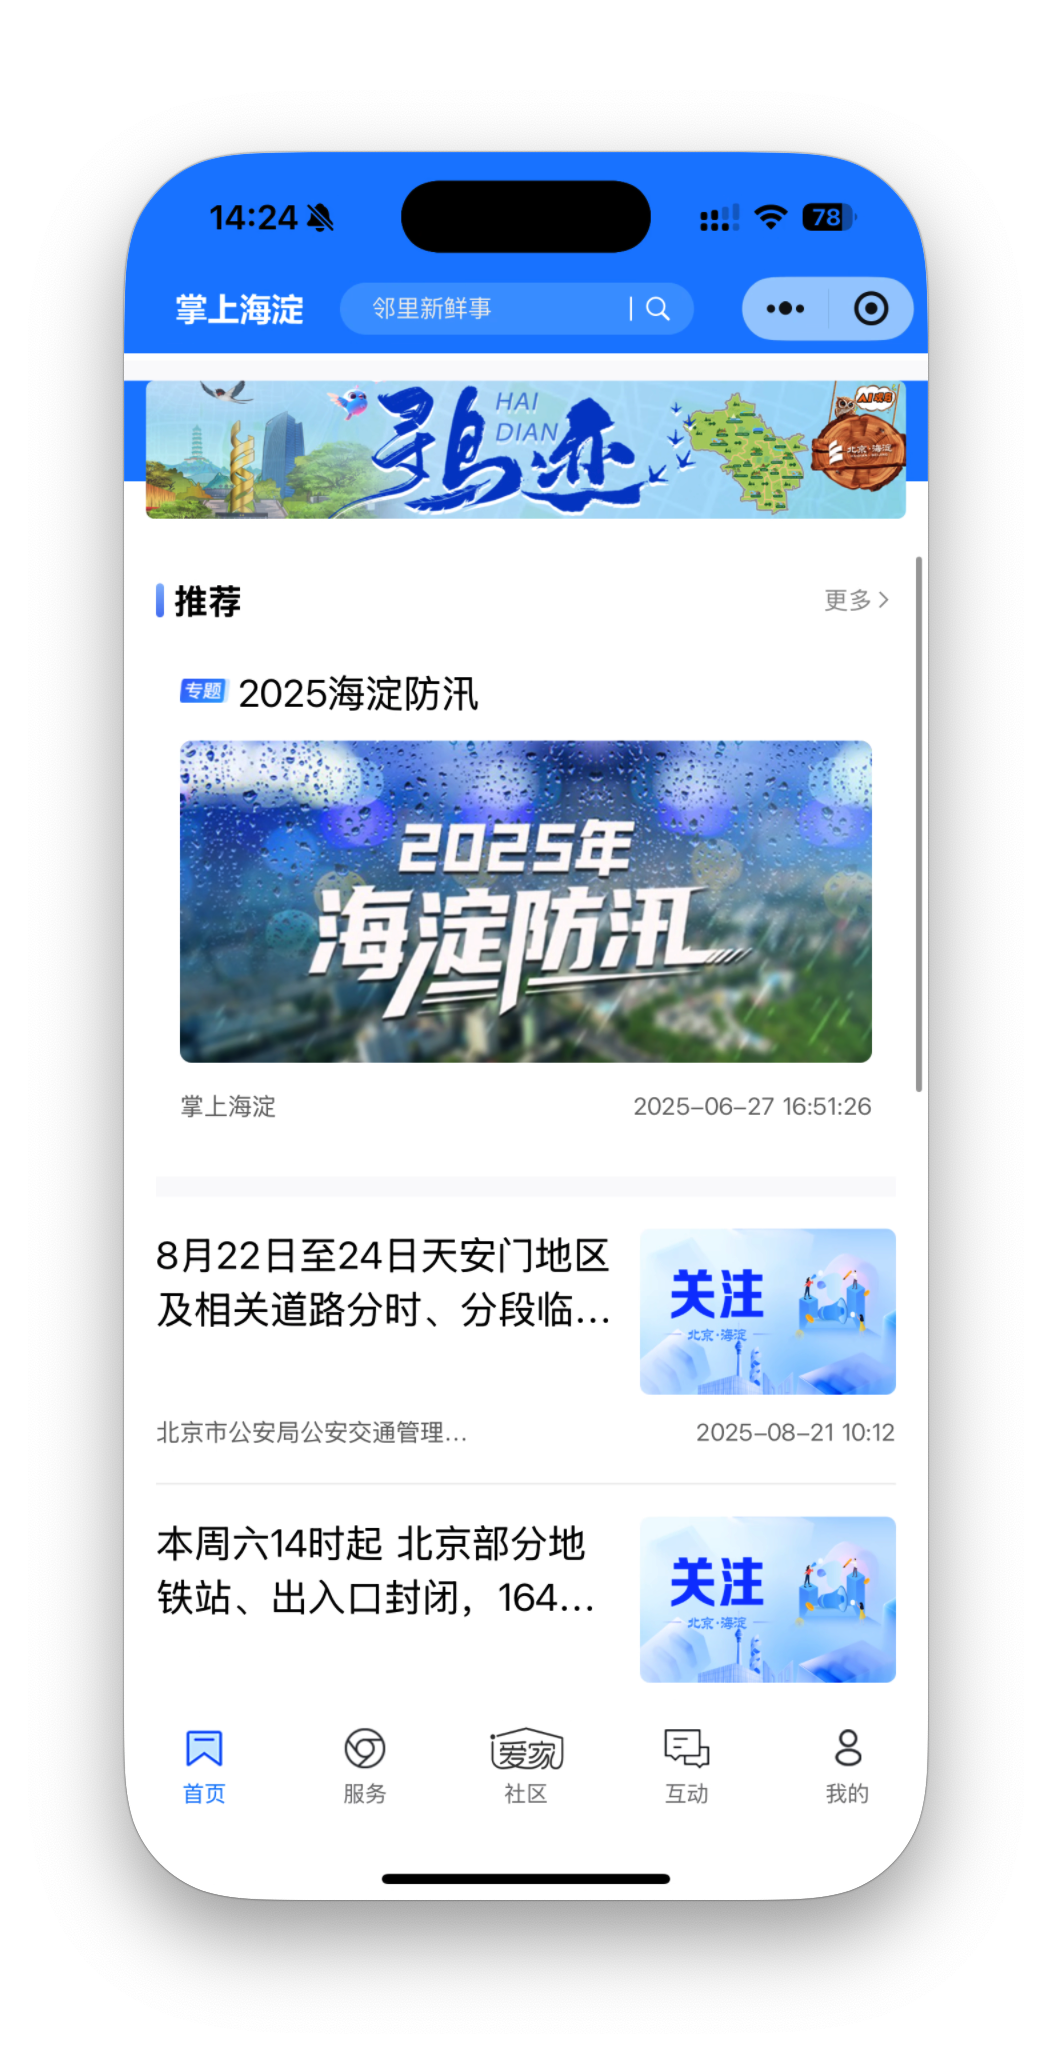 14:24
78
掌上海淀
邻里新鲜事
HAI
DIAN
寻迹
AI
北京·海淀
推荐
更多
专题 2025海淀防汛
2025年
海淀防汛
掌上海淀
2025-06-27 16:51:26
8月22日至24日天安门地区
及相关道路分时、分段临...
关注
北京·海淀
北京市公安局公安交通管理...
2025-08-21 10:12
本周六14时起 北京部分地
铁站、出入口封闭，164...
关注
北京·海淀
爱家
首页
服务
社区
互动
我的